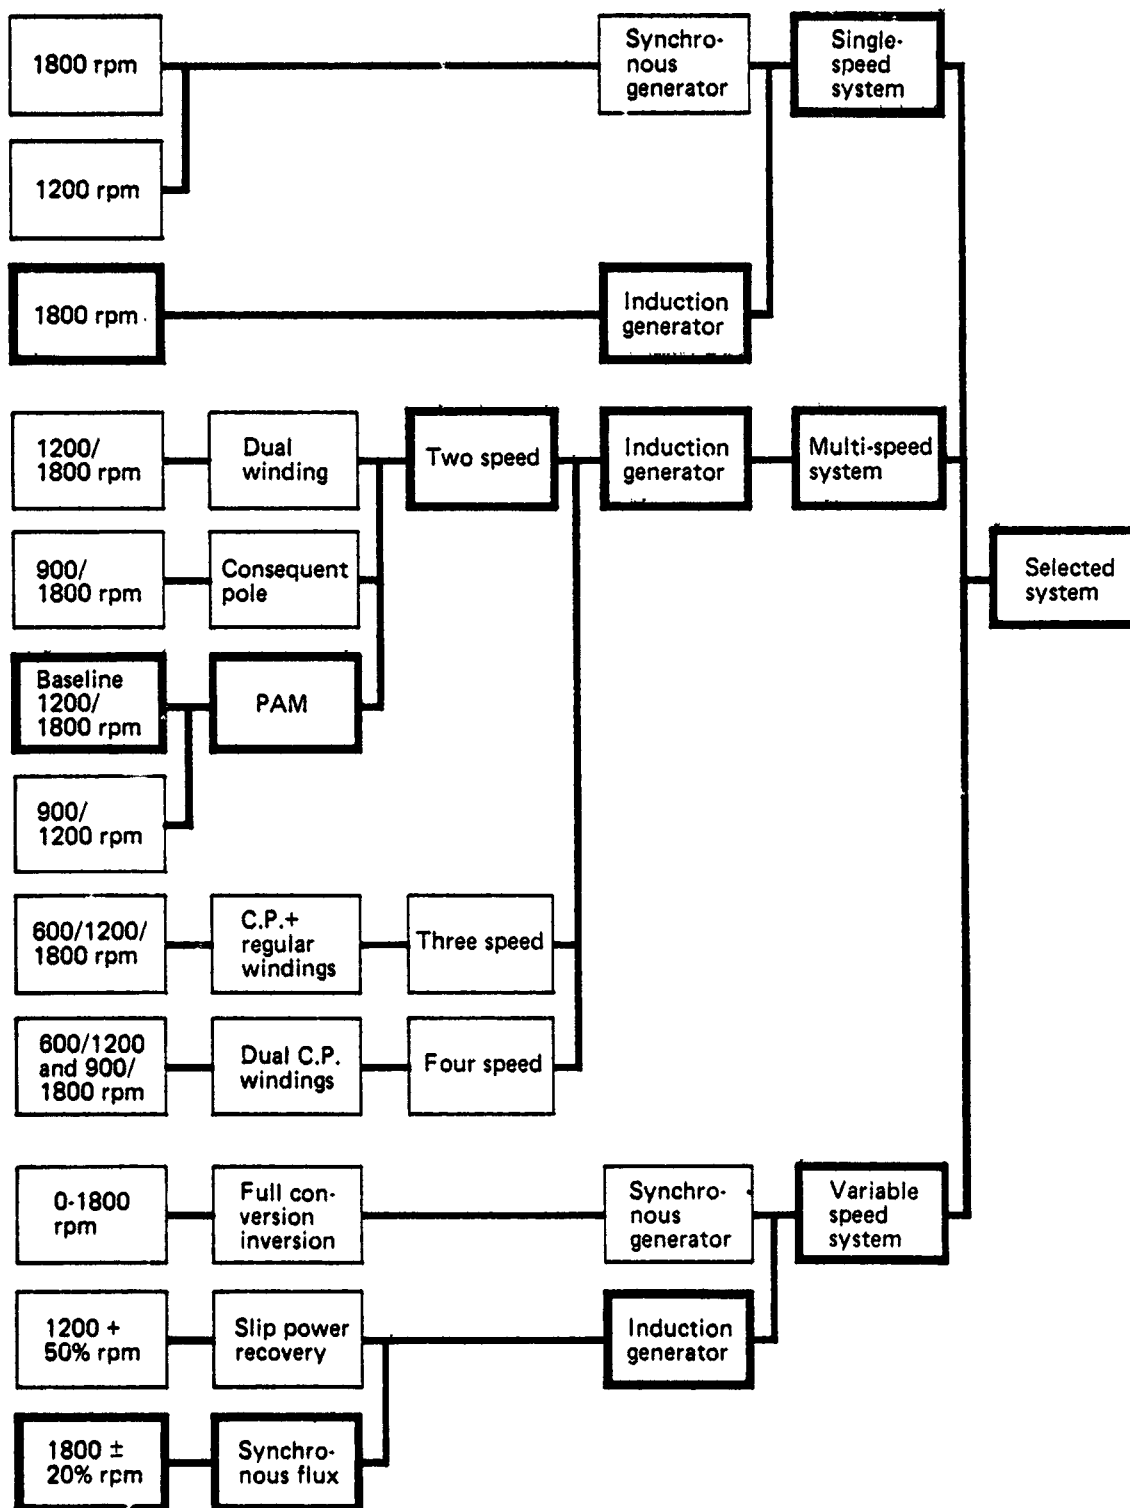 1800 rpm
Synchro-
nous
generator
Single-
speed
system
1200 rpm
1800 rpm
Induction
generator
1200/
1800 rpm
Dual
winding
Two speed
Induction
generator
Multi-speed
system
900/
1800 rpm
Consequent
pole
Selected
system
Baseline
1200/
1800 rpm
PAM
900/
1200 rpm
600/1200/
1800 rpm
C.P.+
regular
windings
Three speed
600/1200
and 900/
1800 rpm
Dual C.P.
windings
Four speed
0-1800
rpm
Full con-
version
inversion
Synchro-
nous
generator
Variable
speed
system
1200 +
50% rpm
Slip power
recovery
Induction
generator
1800 ±
20% rpm
Synchro-
nous flux